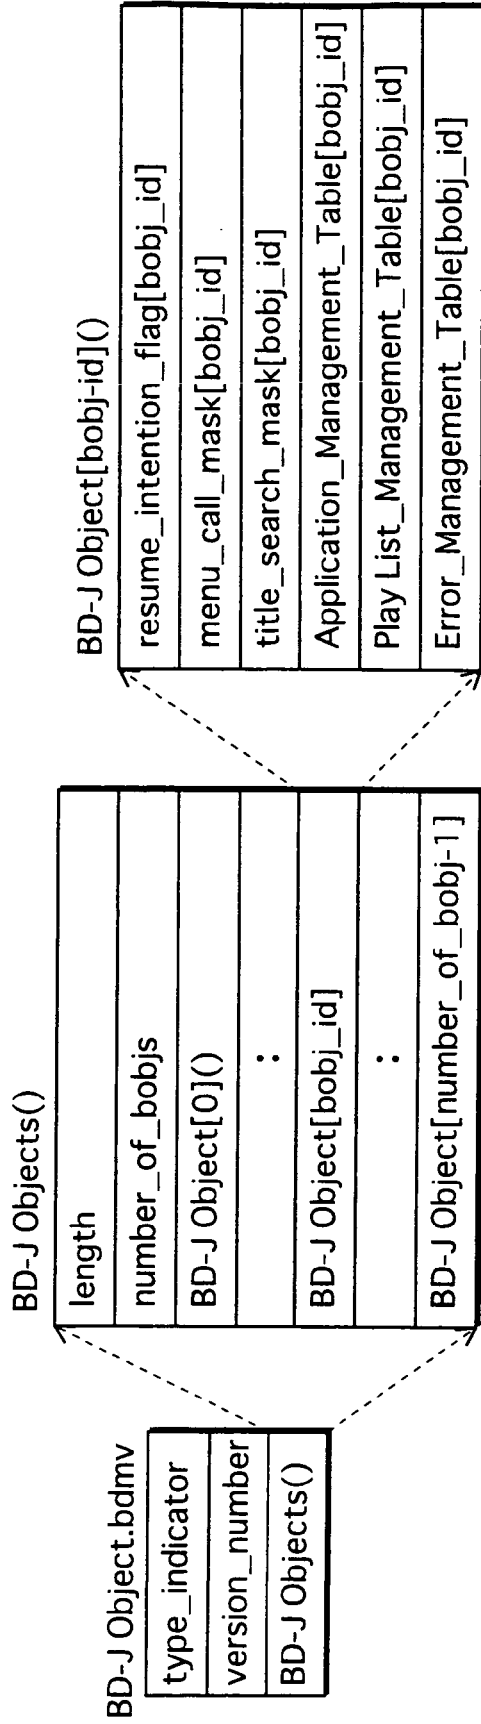 BD-J Object.bdmv
type_indicator
version_number
BD-J Objects()
BD-J Objects()
length
number_of_bobjs
BD-J Object[0]()
:
BD-J Object[bobj_id]
:
BD-J Object[number_of_bobj-1]
BD-J Object[bobj-id]()
resume_intention_flag[bobj_id]
menu_call_mask[bobj_id]
title_search_mask[bobj_id]
Application_Management_Table[bobj_id]
Play List_Management_Table[bobj_id]
Error_Management_Table[bobj_id]